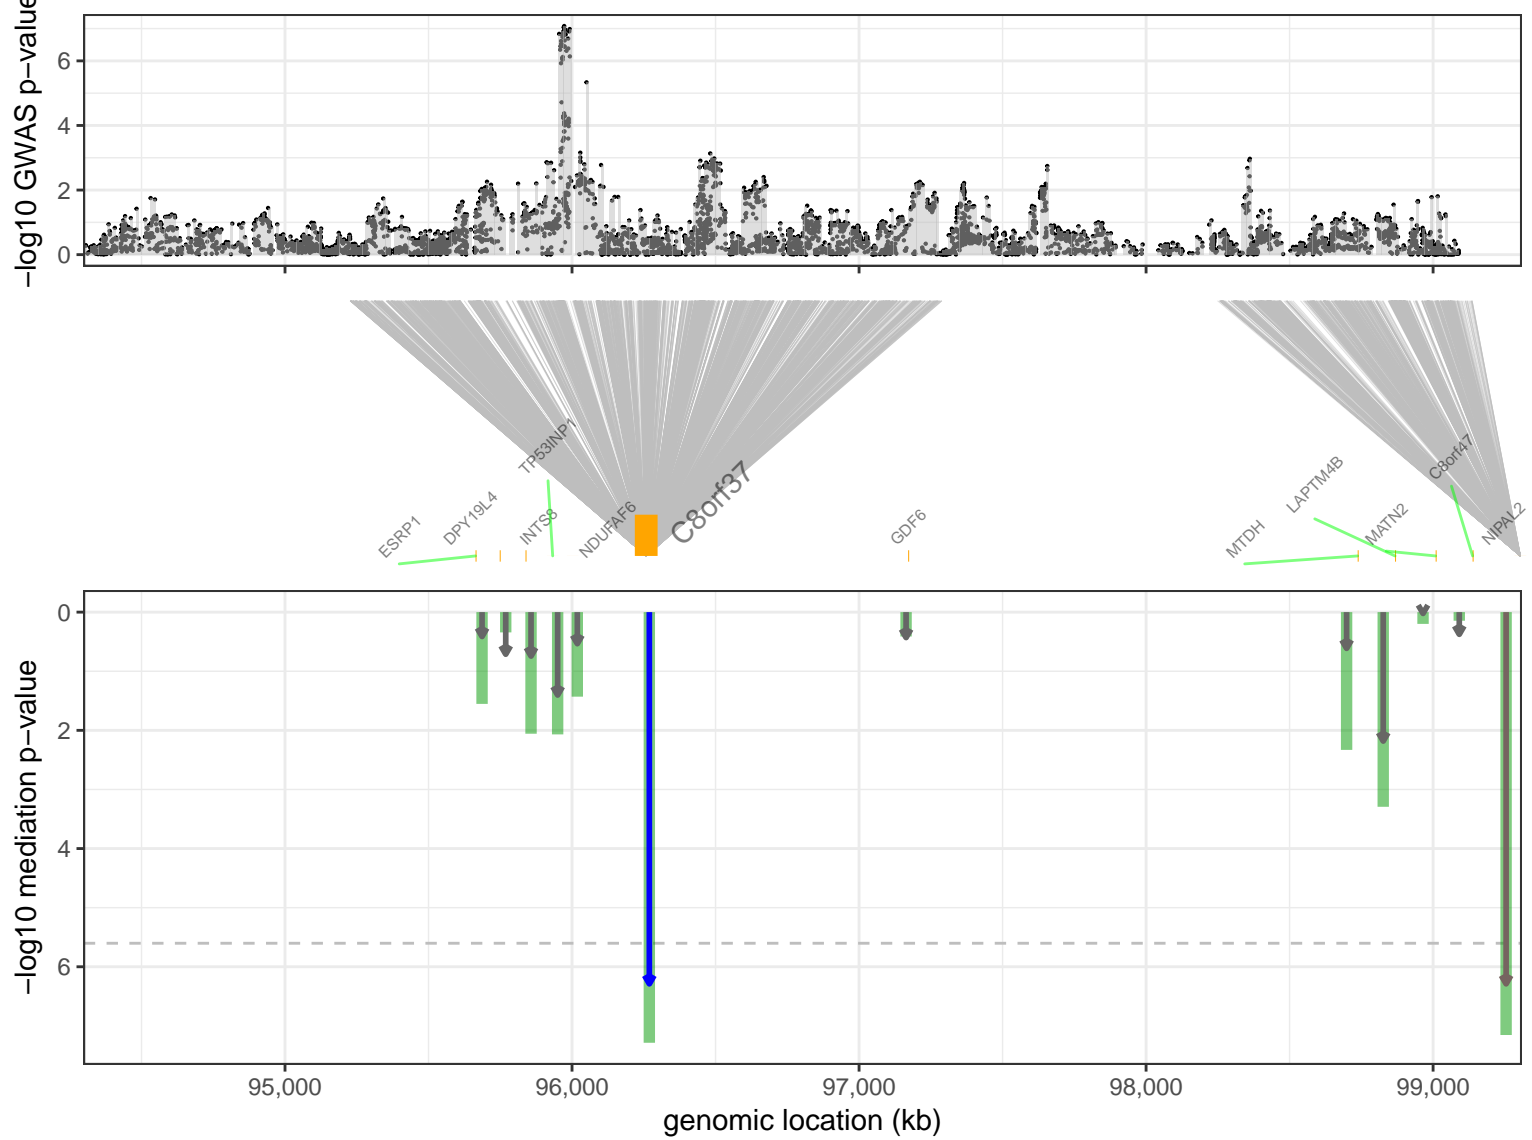 −log10 GWAS p−value
6
4
2
0
TP53INP1
C8orf37
C8orf47
LAPTM4B
ESRP1
DPY19L4
INTS8
NDUFAF6
GDF6
MTDH
MATN2
NIPAL2
−log10 mediation p−value
0
2
4
6
95,000
96,000
97,000
98,000
99,000
genomic location (kb)